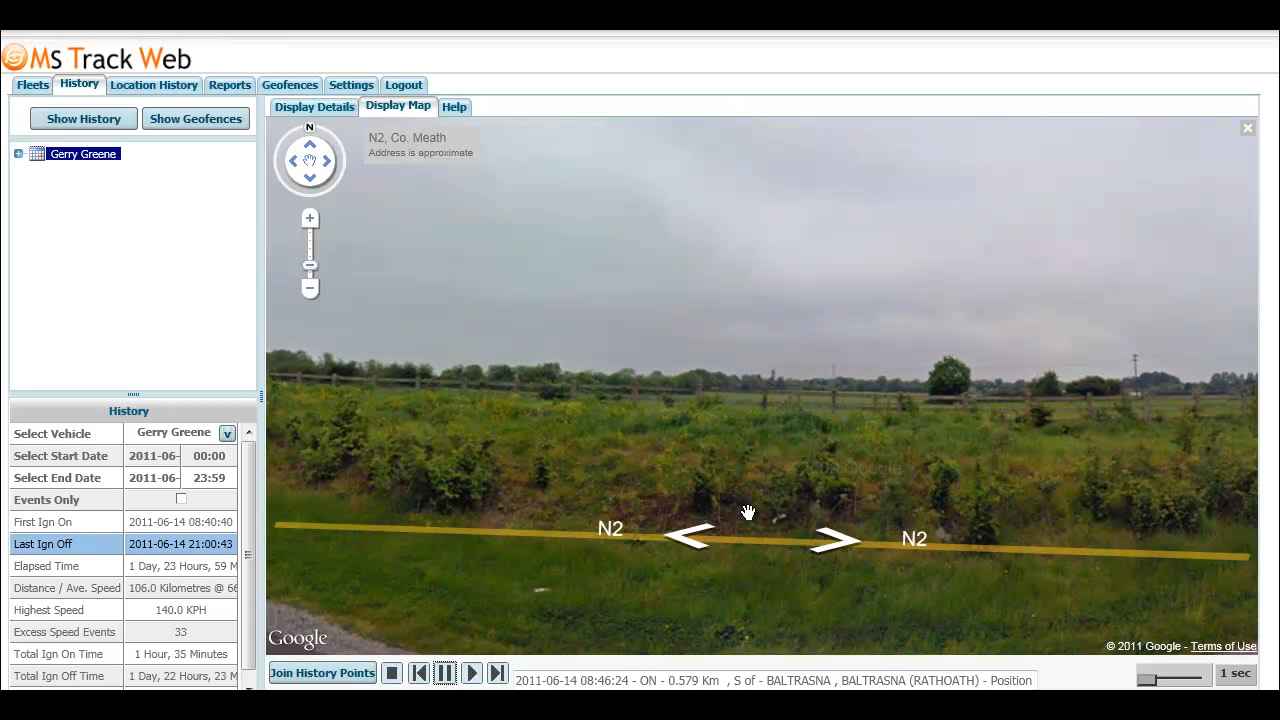 MS Track Web
Fleets History Location History Reports Geofences Settings Logout
Show History Show Geofences
Display Details Display Map Help
Gerry Greene
N
N2, Co. Meath
Address is approximate
N2
N2
Google
© 2011 Google - Terms of Use
History
Select Vehicle Gerry Greene v
Select Start Date 2011-06- 00:00
Select End Date 2011-06- 23:59
Events Only
First Ign On 2011-06-14 08:40:40
Last Ign Off 2011-06-14 21:00:43
Elapsed Time 1 Day, 23 Hours, 59 M
Distance / Ave. Speed 106.0 Kilometres @ 66
Highest Speed 140.0 KPH
Excess Speed Events 33
Total Ign On Time 1 Hour, 35 Minutes
Total Ign Off Time 1 Day, 22 Hours, 23 M
Join History Points
2011-06-14 08:46:24 - ON - 0.579 Km , S of - BALTRASNA , BALTRASNA (RATHOATH) - Position
1 sec